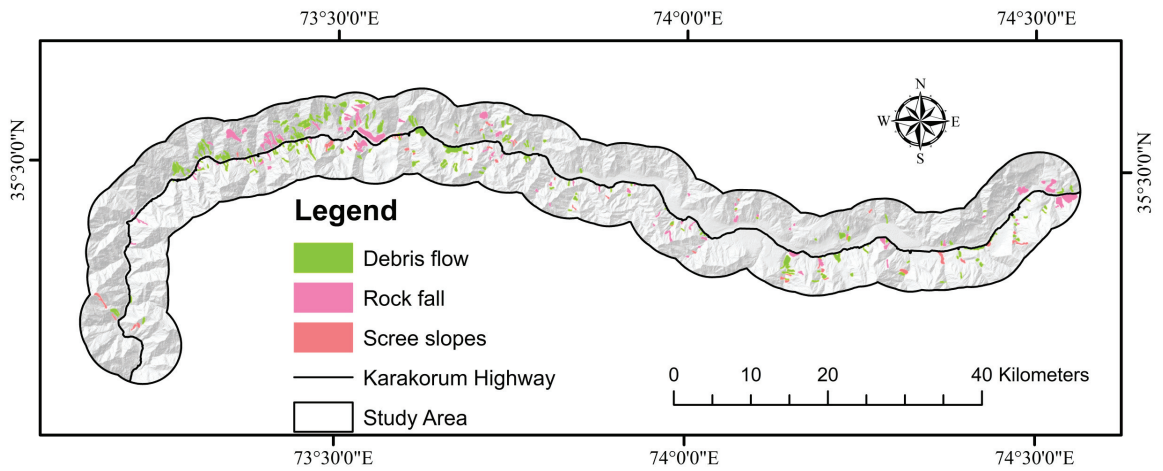 73°30'0"E 74°0'0"E 74°30'0"E
35°30'0"N
35°30'0"N
N
W E
S
Legend
Debris flow
Rock fall
Scree slopes
Karakorum Highway
Study Area
0 10 20 40 Kilometers
73°30'0"E 74°0'0"E 74°30'0"E